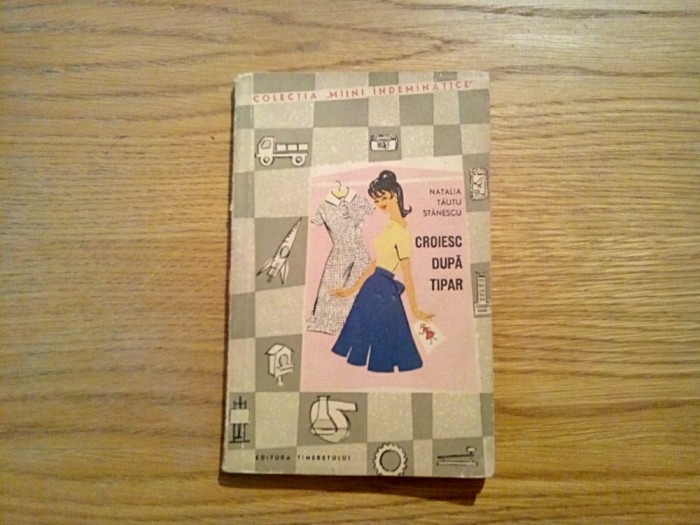 COLECȚIA „MÎINI ÎNDEMÎNATICE"
NATALIA
TĂUTU
STĂNESCU
CROIESC
DUPĂ
TIPAR
EDITURA TINERETULUI